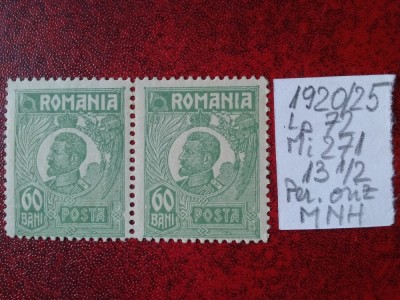 ROMANIA
60 BANI
POSTA
ROMANIA
60 BANI
POSTA
1920/25
Lp 72
Mi 271
13 1/2
Per. oriz
MNH